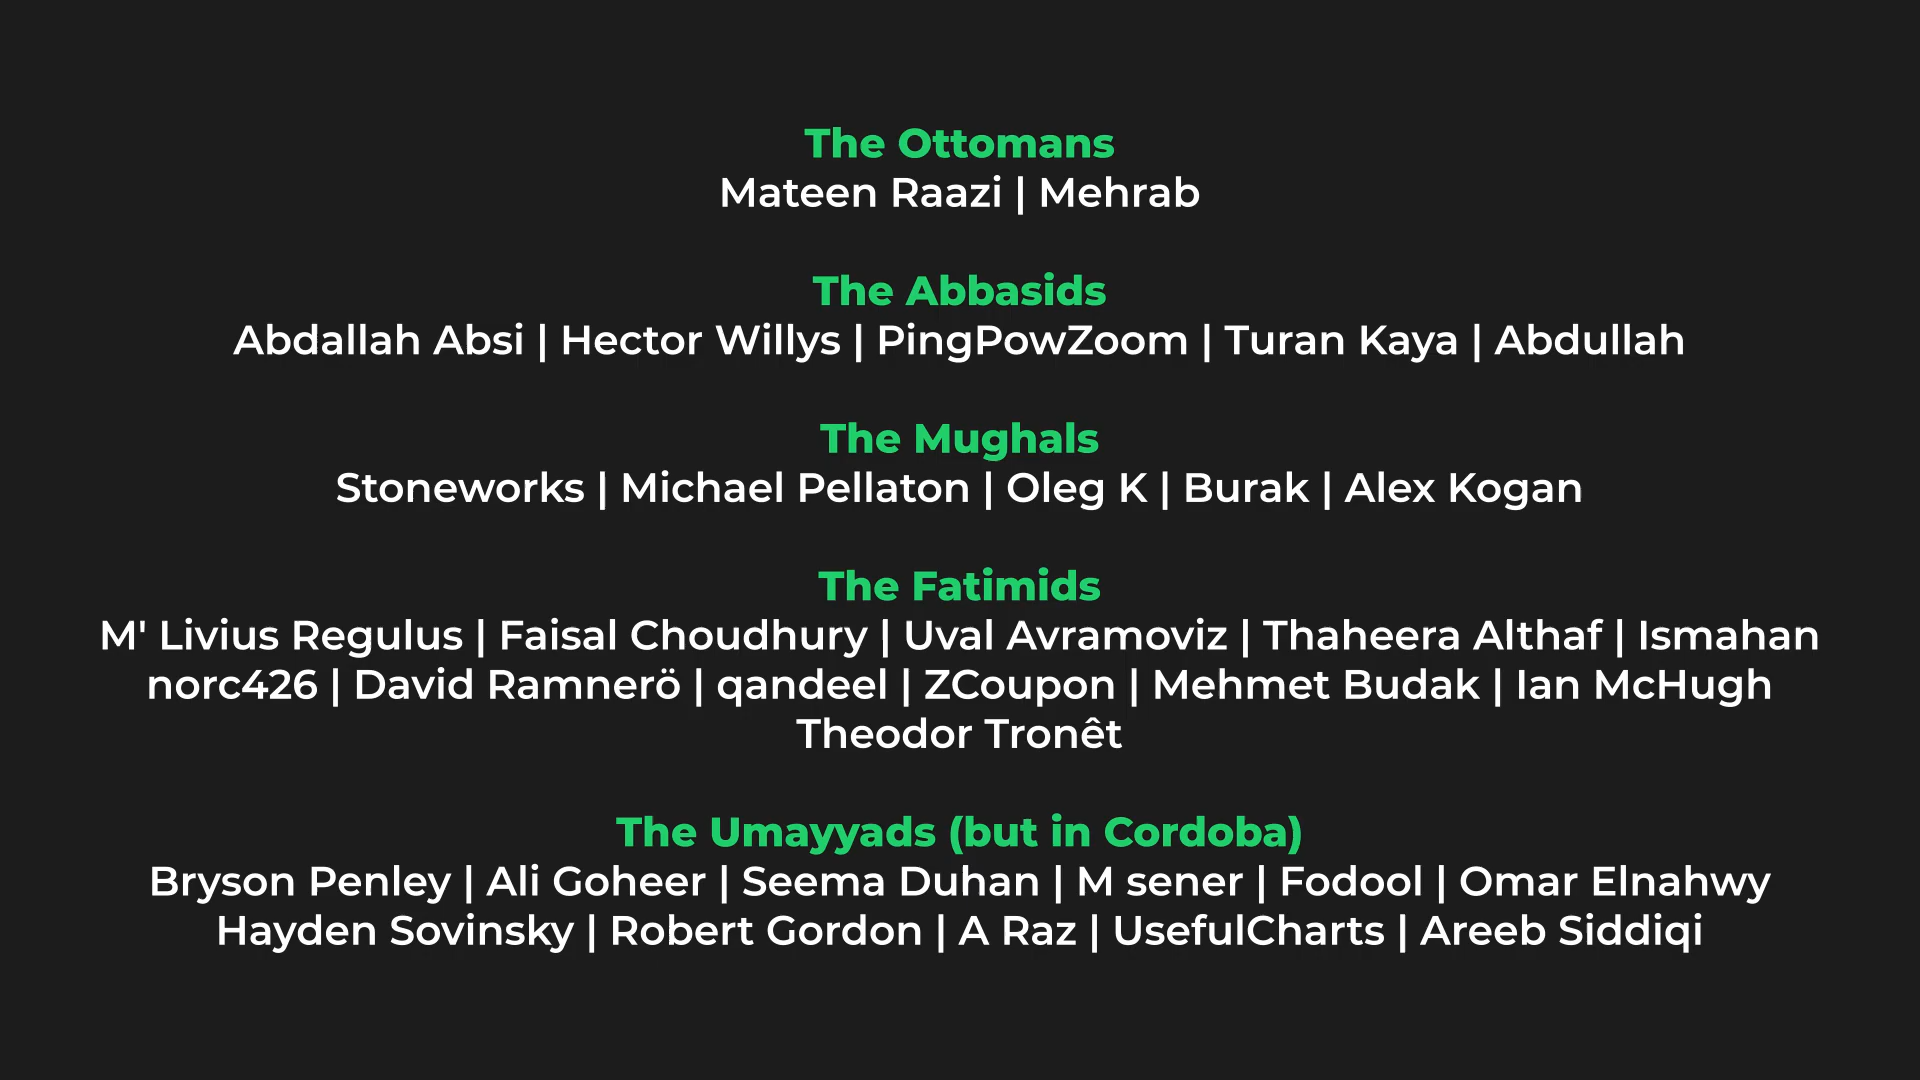 The Ottomans
Mateen Raazi | Mehrab
The Abbasids
Abdallah Absi | Hector Willys | PingPowZoom | Turan Kaya | Abdullah
The Mughals
Stoneworks | Michael Pellaton | Oleg K | Burak | Alex Kogan
The Fatimids
M' Livius Regulus | Faisal Choudhury | Uval Avramoviz | Thaheera Althaf | Ismahan
norc426 | David Ramnerö | qandeel | ZCoupon | Mehmet Budak | Ian McHugh
Theodor Tronêt
The Umayyads (but in Cordoba)
Bryson Penley | Ali Goheer | Seema Duhan | M sener | Fodool | Omar Elnahwy
Hayden Sovinsky | Robert Gordon | A Raz | UsefulCharts | Areeb Siddiqi